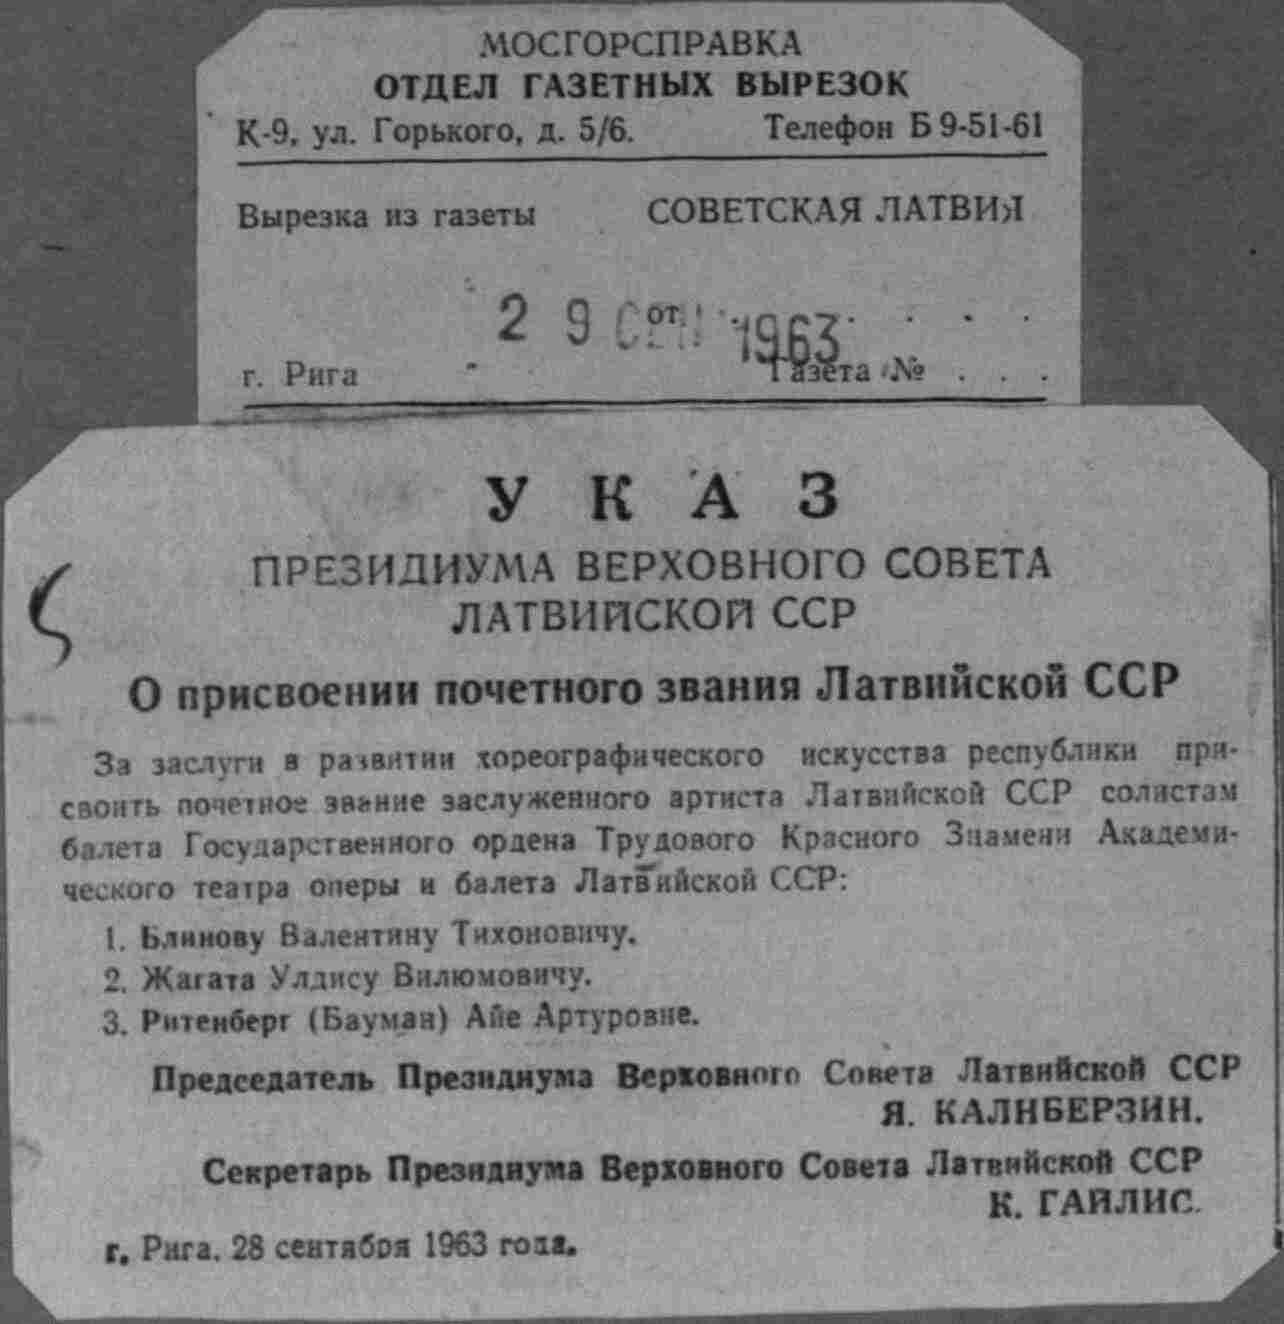 МОСГОРСПРАВКА
ОТДЕЛ ГАЗЕТНЫХ ВЫРЕЗОК
К-9, ул. Горького, д. 5/6. Телефон Б 9-51-61
Вырезка из газеты СОВЕТСКАЯ ЛАТВИЯ
от . . . .
2 9 СЕН 1963
г. Рига Газета № . . .
УКАЗ
ПРЕЗИДИУМА ВЕРХОВНОГО СОВЕТА
ЛАТВИЙСКОЙ ССР
О присвоении почетного звания Латвийской ССР
За заслуги в развитии хореографического искусства республики при-
своить почетное звание заслуженного артиста Латвийской ССР солистам
балета Государственного ордена Трудового Красного Знамени Академи-
ческого театра оперы и балета Латвийской ССР:
1. Блинову Валентину Тихоновичу.
2. Жагата Улдису Вилюмовичу.
3. Ритенберг (Бауман) Айе Артуровне.
Председатель Президиума Верховного Совета Латвийской ССР
Я. КАЛНБЕРЗИН.
Секретарь Президиума Верховного Совета Латвийской ССР
К. ГАЙЛИС.
г. Рига. 28 сентября 1963 года.